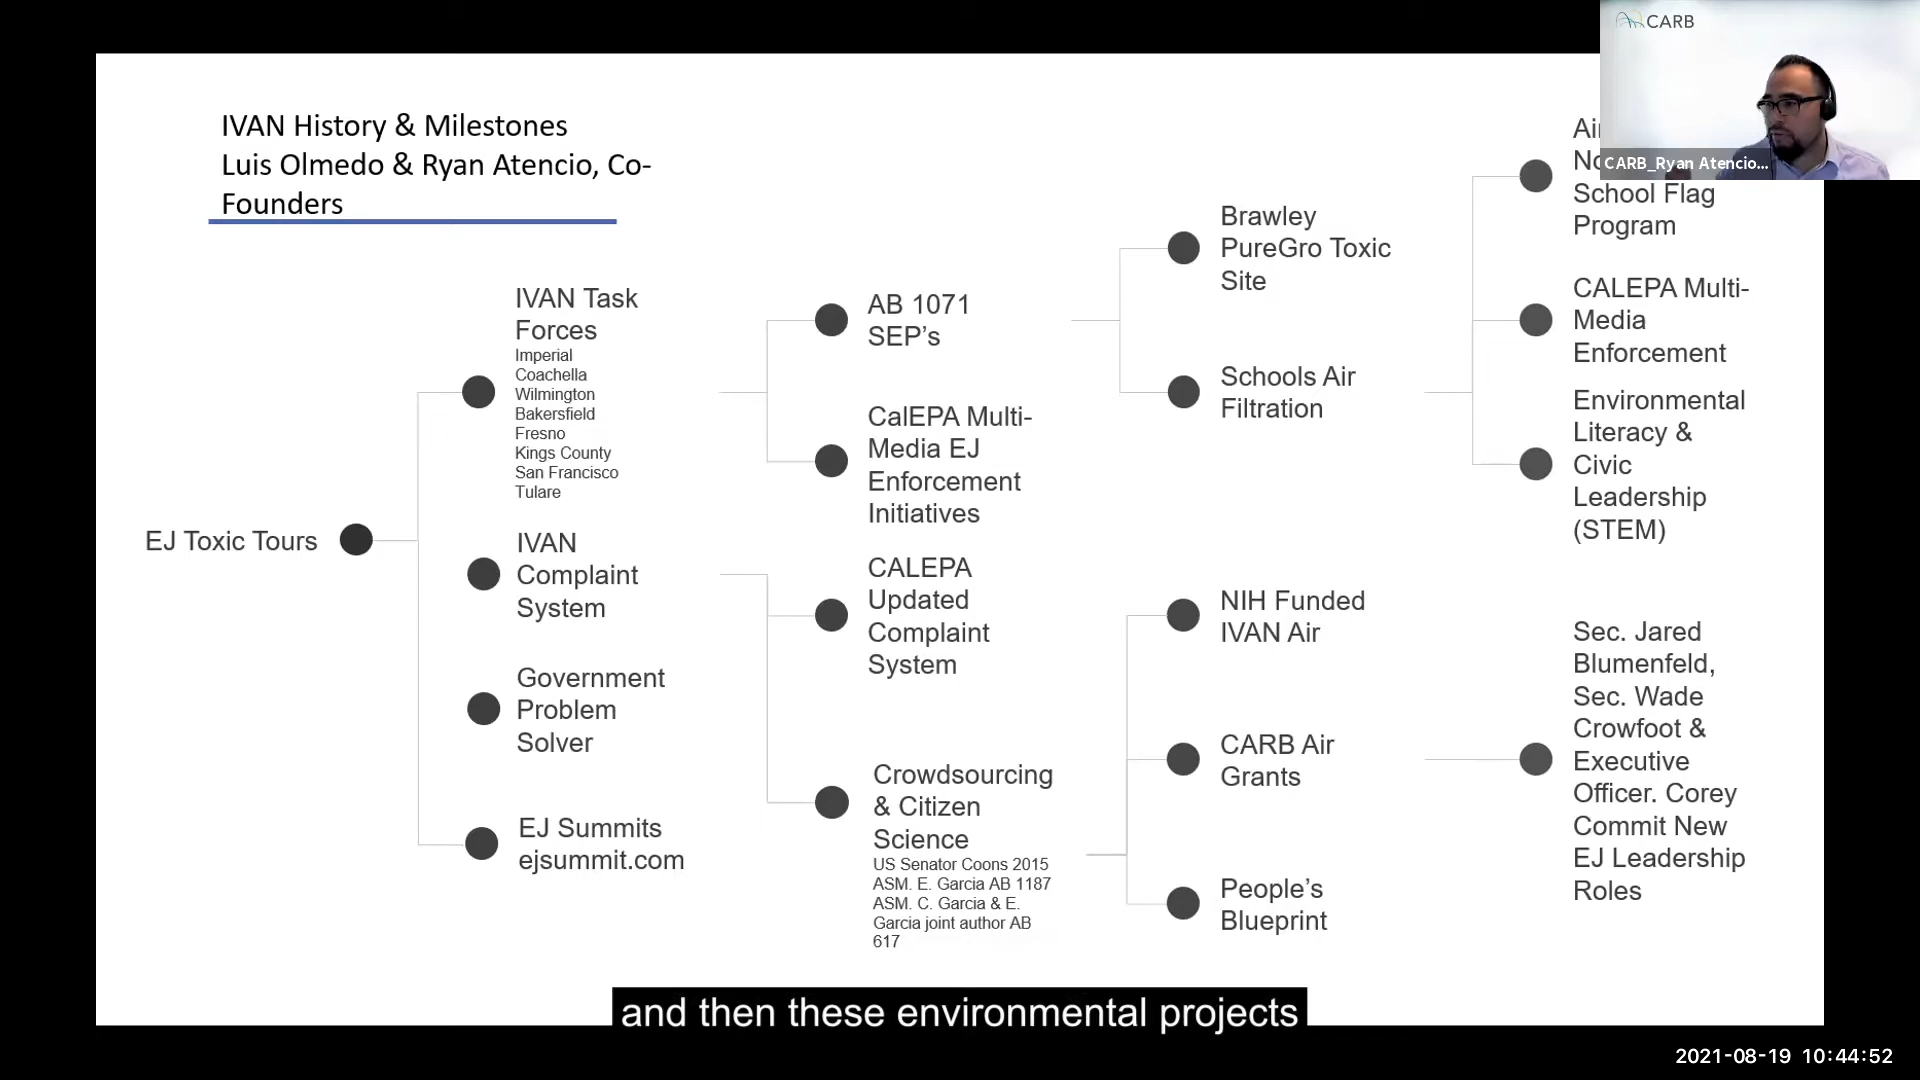 IVAN History & Milestones
Luis Olmedo & Ryan Atencio, Co-
Founders
EJ Toxic Tours
IVAN Task
Forces
Imperial
Coachella
Wilmington
Bakersfield
Fresno
Kings County
San Francisco
Tulare
IVAN
Complaint
System
Government
Problem
Solver
EJ Summits
ejsummit.com
AB 1071
SEP’s
CalEPA Multi-
Media EJ
Enforcement
Initiatives
CALEPA
Updated
Complaint
System
Crowdsourcing
& Citizen
Science
US Senator Coons 2015
ASM. E. Garcia AB 1187
ASM. C. Garcia & E.
Garcia joint author AB
617
Brawley
PureGro Toxic
Site
Schools Air
Filtration
NIH Funded
IVAN Air
CARB Air
Grants
People’s
Blueprint
School Flag
Program
CALEPA Multi-
Media
Enforcement
Environmental
Literacy &
Civic
Leadership
(STEM)
Sec. Jared
Blumenfeld,
Sec. Wade
Crowfoot &
Executive
Officer. Corey
Commit New
EJ Leadership
Roles
CARB
CARB_Ryan Atencio...
and then these environmental projects
2021-08-19 10:44:52